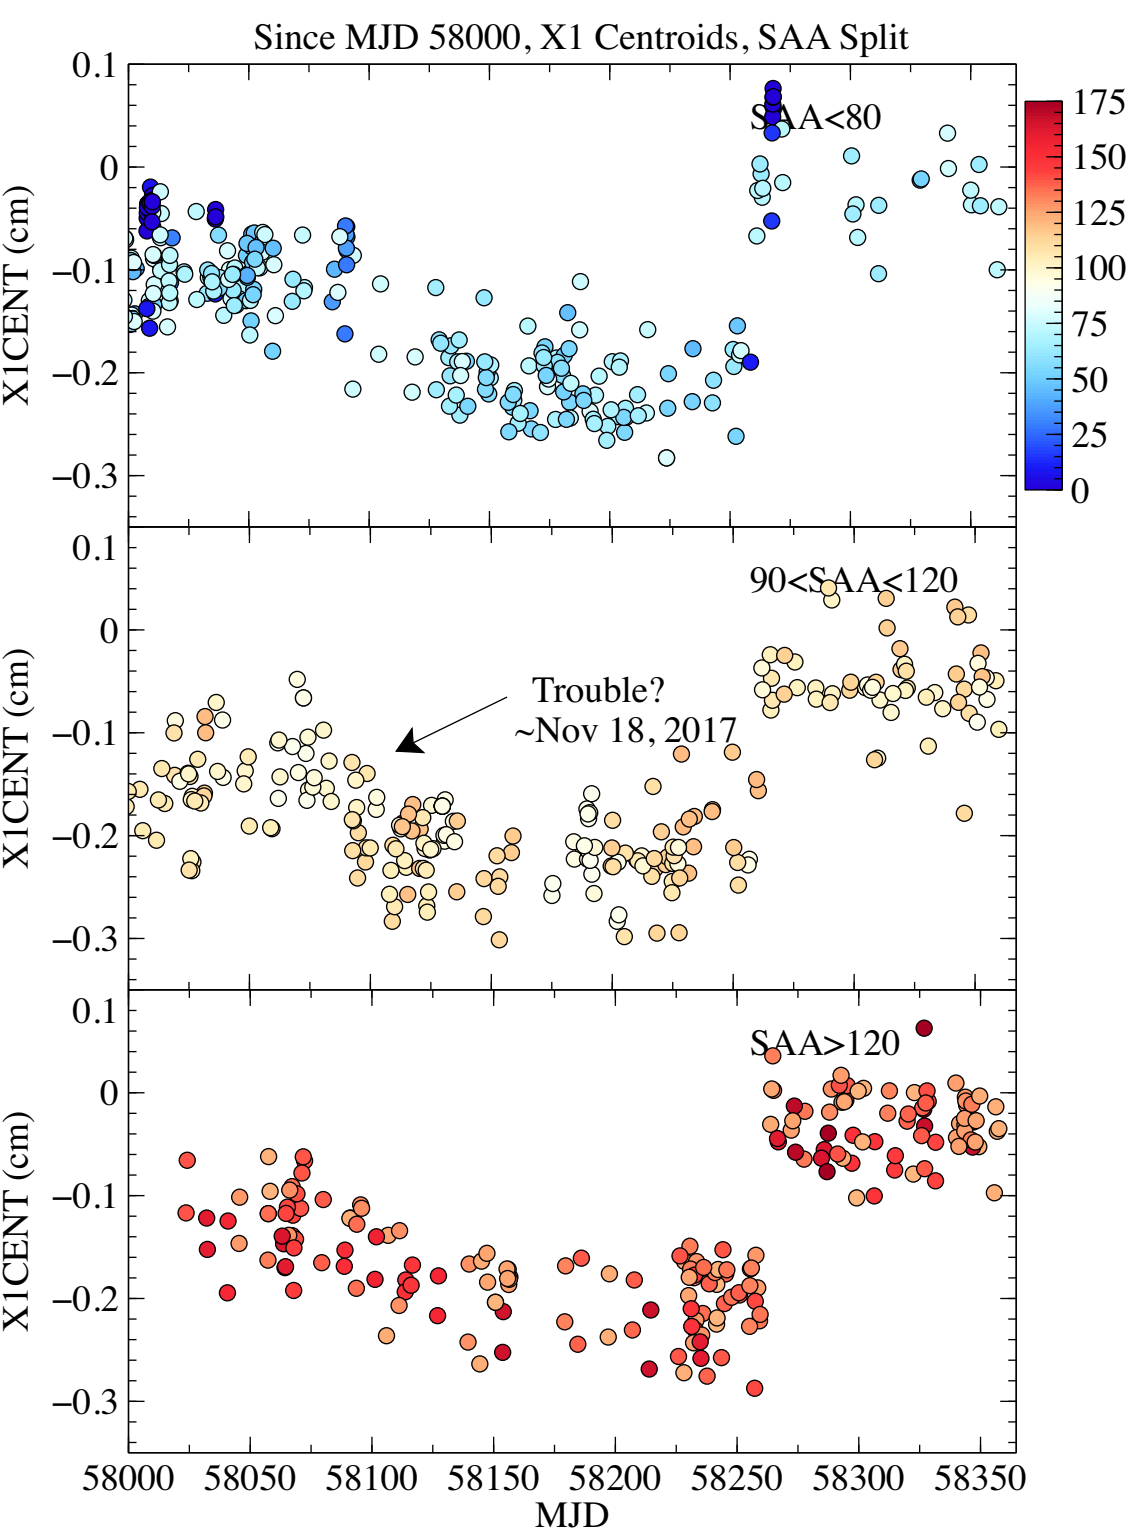 Since MJD 58000, X1 Centroids, SAA Split
0.1
0
−0.1
−0.2
−0.3
X1CENT (cm)
SAA<80
175
150
125
100
75
50
25
0
0.1
0
−0.1
−0.2
−0.3
X1CENT (cm)
90<SAA<120
Trouble?
~Nov 18, 2017
0.1
0
−0.1
−0.2
−0.3
X1CENT (cm)
SAA>120
58000 58050 58100 58150 58200 58250 58300 58350
MJD